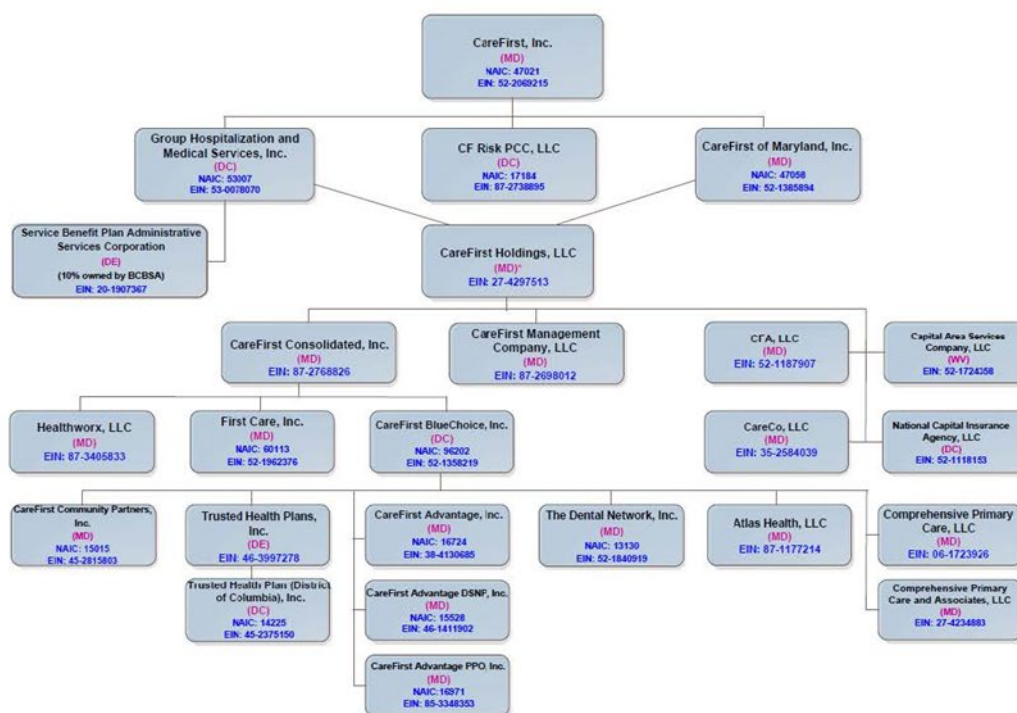 CareFirst, Inc.
(MD)
NAIC: 47021
EIN: 52-2069215
Group Hospitalization and
Medical Services, Inc.
(DC)
NAIC: 53007
EIN: 53-0078070
CF Risk PCC, LLC
(DC)
NAIC: 17184
EIN: 87-2738895
CareFirst of Maryland, Inc.
(MD)
NAIC: 47058
EIN: 52-1385894
Service Benefit Plan Administrative
Services Corporation
(DE)
(10% owned by BCBSA)
EIN: 20-1907367
CareFirst Holdings, LLC
(MD)*
EIN: 27-4297513
CareFirst Consolidated, Inc.
(MD)
EIN: 87-2768826
CareFirst Management
Company, LLC
(MD)
EIN: 87-2698012
CFA, LLC
(MD)
EIN: 52-1187907
Capital Area Services
Company, LLC
(WV)
EIN: 52-1724358
Healthworx, LLC
(MD)
EIN: 87-3405833
First Care, Inc.
(MD)
NAIC: 60113
EIN: 52-1962376
CareFirst BlueChoice, Inc.
(DC)
NAIC: 96202
EIN: 52-1358219
CareCo, LLC
(MD)
EIN: 35-2584039
National Capital Insurance
Agency, LLC
(DC)
EIN: 52-1118153
CareFirst Community Partners,
Inc.
(MD)
NAIC: 15015
EIN: 45-2815803
Trusted Health Plans,
Inc.
(DE)
EIN: 46-3997278
CareFirst Advantage, Inc.
(MD)
NAIC: 16724
EIN: 38-4130685
The Dental Network, Inc.
(MD)
NAIC: 13130
EIN: 52-1840919
Atlas Health, LLC
(MD)
EIN: 87-1177214
Comprehensive Primary
Care, LLC
(MD)
EIN: 06-1723926
Trusted Health Plan (District
of Columbia), Inc.
(DC)
NAIC: 14225
EIN: 45-2375150
CareFirst Advantage DSNP, Inc.
(MD)
NAIC: 15528
EIN: 46-1411902
Comprehensive Primary
Care and Associates, LLC
(MD)
EIN: 27-4234883
CareFirst Advantage PPO, Inc.
(MD)
NAIC: 16971
EIN: 85-3348353